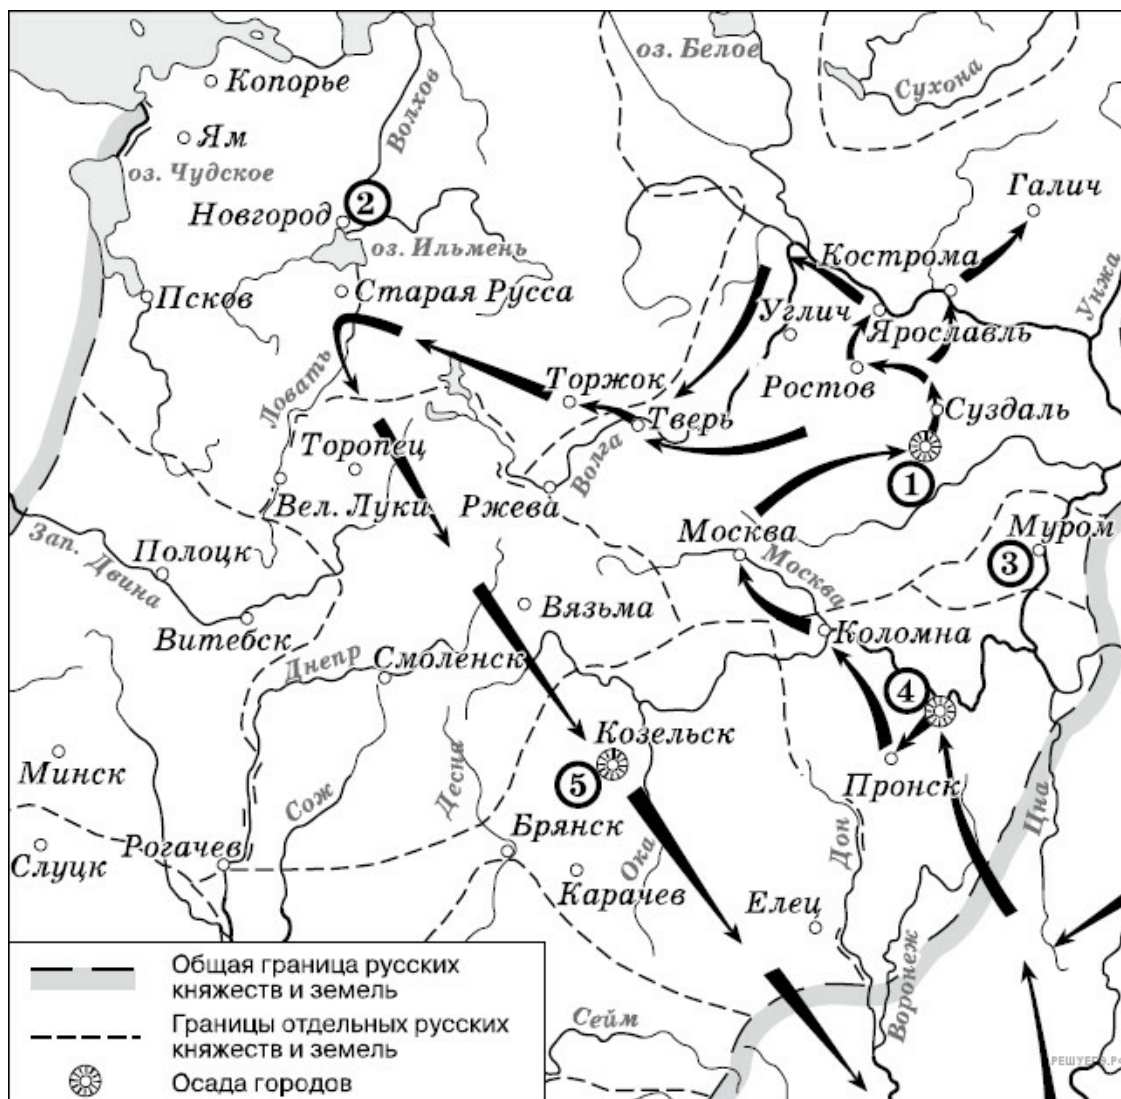 оз. Белое
Сухона
Копорье
Волхов
Ям
оз. Чудское
Галич
Новгород
2
оз. Ильмень
Кострома
Унжа
Псков
Старая Русса
Углич
Ярославль
Ловать
Торжок
Ростов
Тверь
Суздаль
Торопец
Волга
1
Вел. Луки
Ржева
Москва
Муром
Зап. Двина
Полоцк
Москва
3
Витебск
Вязьма
Коломна
Днепр
Смоленск
4
Козельск
Минск
Сож
Десна
5
Пронск
Цна
Слуцк
Рогачев
Брянск
Ока
Дон
Карачев
Елец
Воронеж
Сейм
Общая граница русских
княжеств и земель
Границы отдельных русских
княжеств и земель
Осада городов
РЕШУЕГЭ.РФ